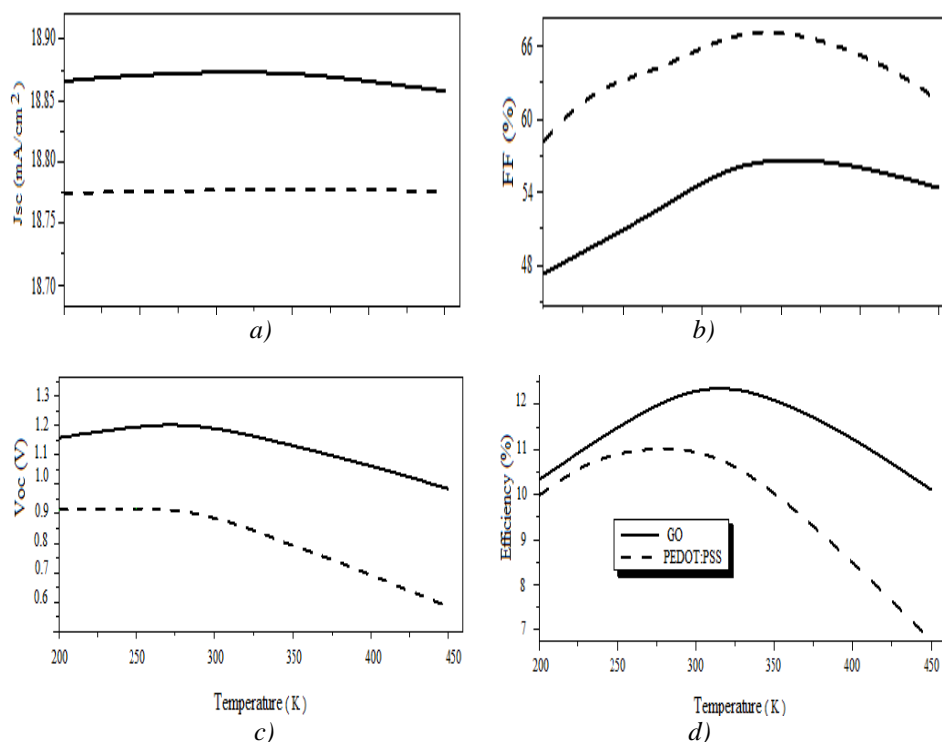 18.90
18.85
18.80
18.75
18.70
Jsc (mA/cm²)
a)
66
60
54
48
FF (%)
b)
1.3
1.2
1.1
1.0
0.9
0.8
0.7
0.6
Voc (V)
200 250 300 350 400 450
Temperature ( K )
c)
12
11
10
9
8
7
Efficiency (%)
GO
PEDOT:PSS
200 250 300 350 400 450
Temperature ( K )
d)